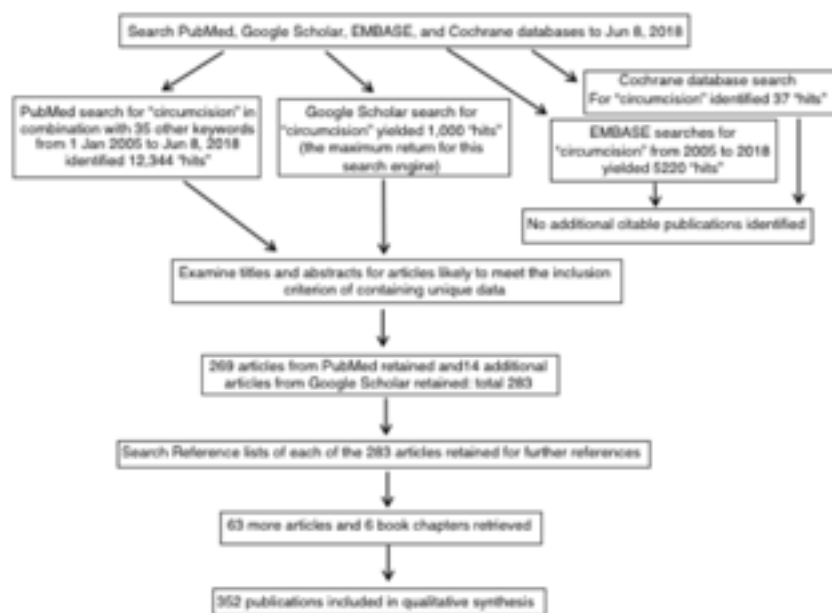 Search PubMed, Google Scholar, EMBASE, and Cochrane databases to Jun 8, 2018
PubMed search for "circumcision" in
combination with 35 other keywords
from 1 Jan 2005 to Jun 8, 2018
identified 12,344 "hits"
Google Scholar search for
"circumcision" yielded 1,000 "hits"
(the maximum return for this
search engine)
Cochrane database search
For "circumcision" identified 37 "hits"
EMBASE searches for
"circumcision" from 2005 to 2018
yielded 5220 "hits"
No additional citable publications identified
Examine titles and abstracts for articles likely to meet the inclusion
criterion of containing unique data
269 articles from PubMed retained and14 additional
articles from Google Scholar retained: total 283
Search Reference lists of each of the 283 articles retained for further references
63 more articles and 6 book chapters retrieved
352 publications included in qualitative synthesis